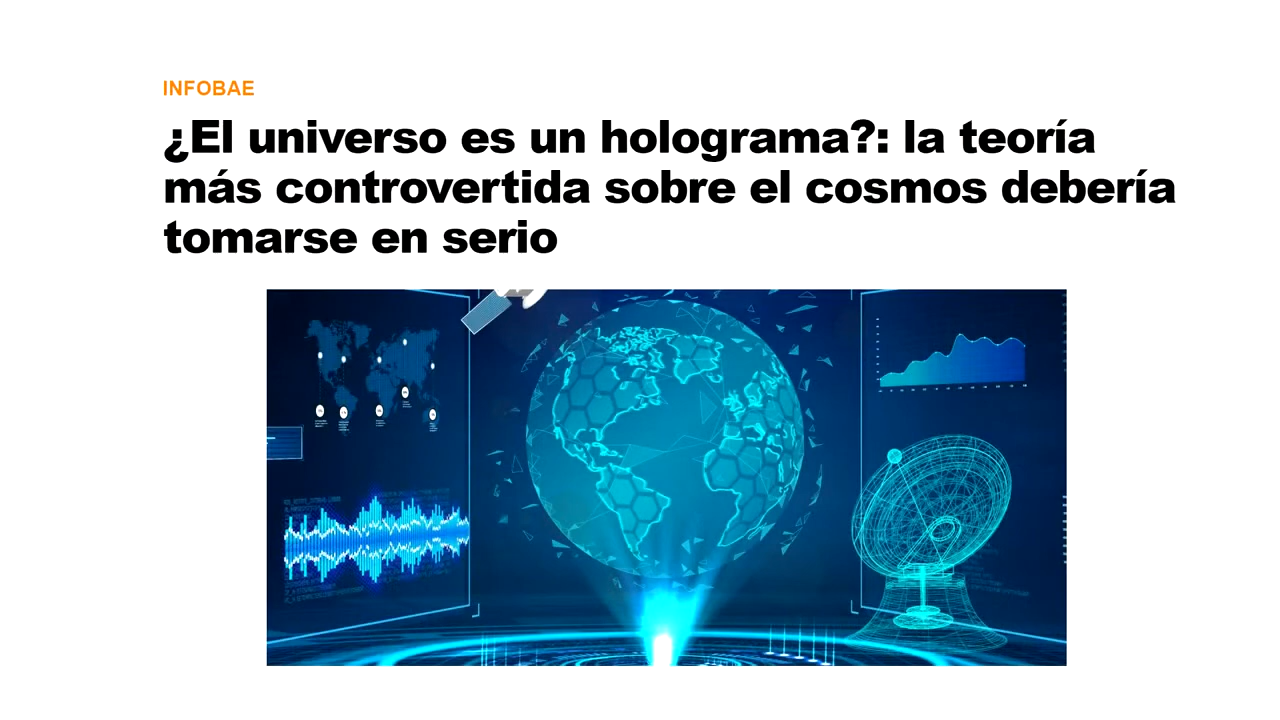 INFOBAE
¿El universo es un holograma?: la teoría
más controvertida sobre el cosmos debería
tomarse en serio